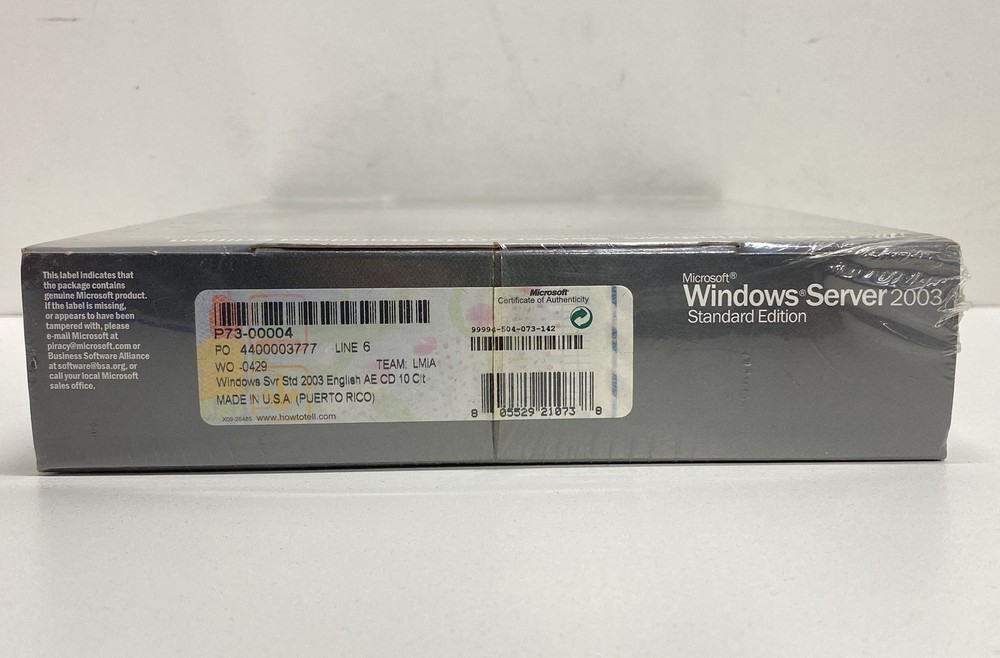 This label indicates that
the package contains
genuine Microsoft product.
If the label is missing,
or appears to have been
tampered with, please
e-mail Microsoft at
piracy@microsoft.com or
Business Software Alliance
at software@bsa.org, or
call your local Microsoft
sales office.
P73-00004
PO 4400003777 LINE 6
WO -0429 TEAM: LMIA
Windows Svr Std 2003 English AE CD 10 Clt
MADE IN U.S.A. (PUERTO RICO)
X09-26485 www.howtotell.com
Microsoft®
Certificate of Authenticity
99994-504-073-142
8 05529 21073 8
Microsoft®
Windows® Server 2003
Standard Edition